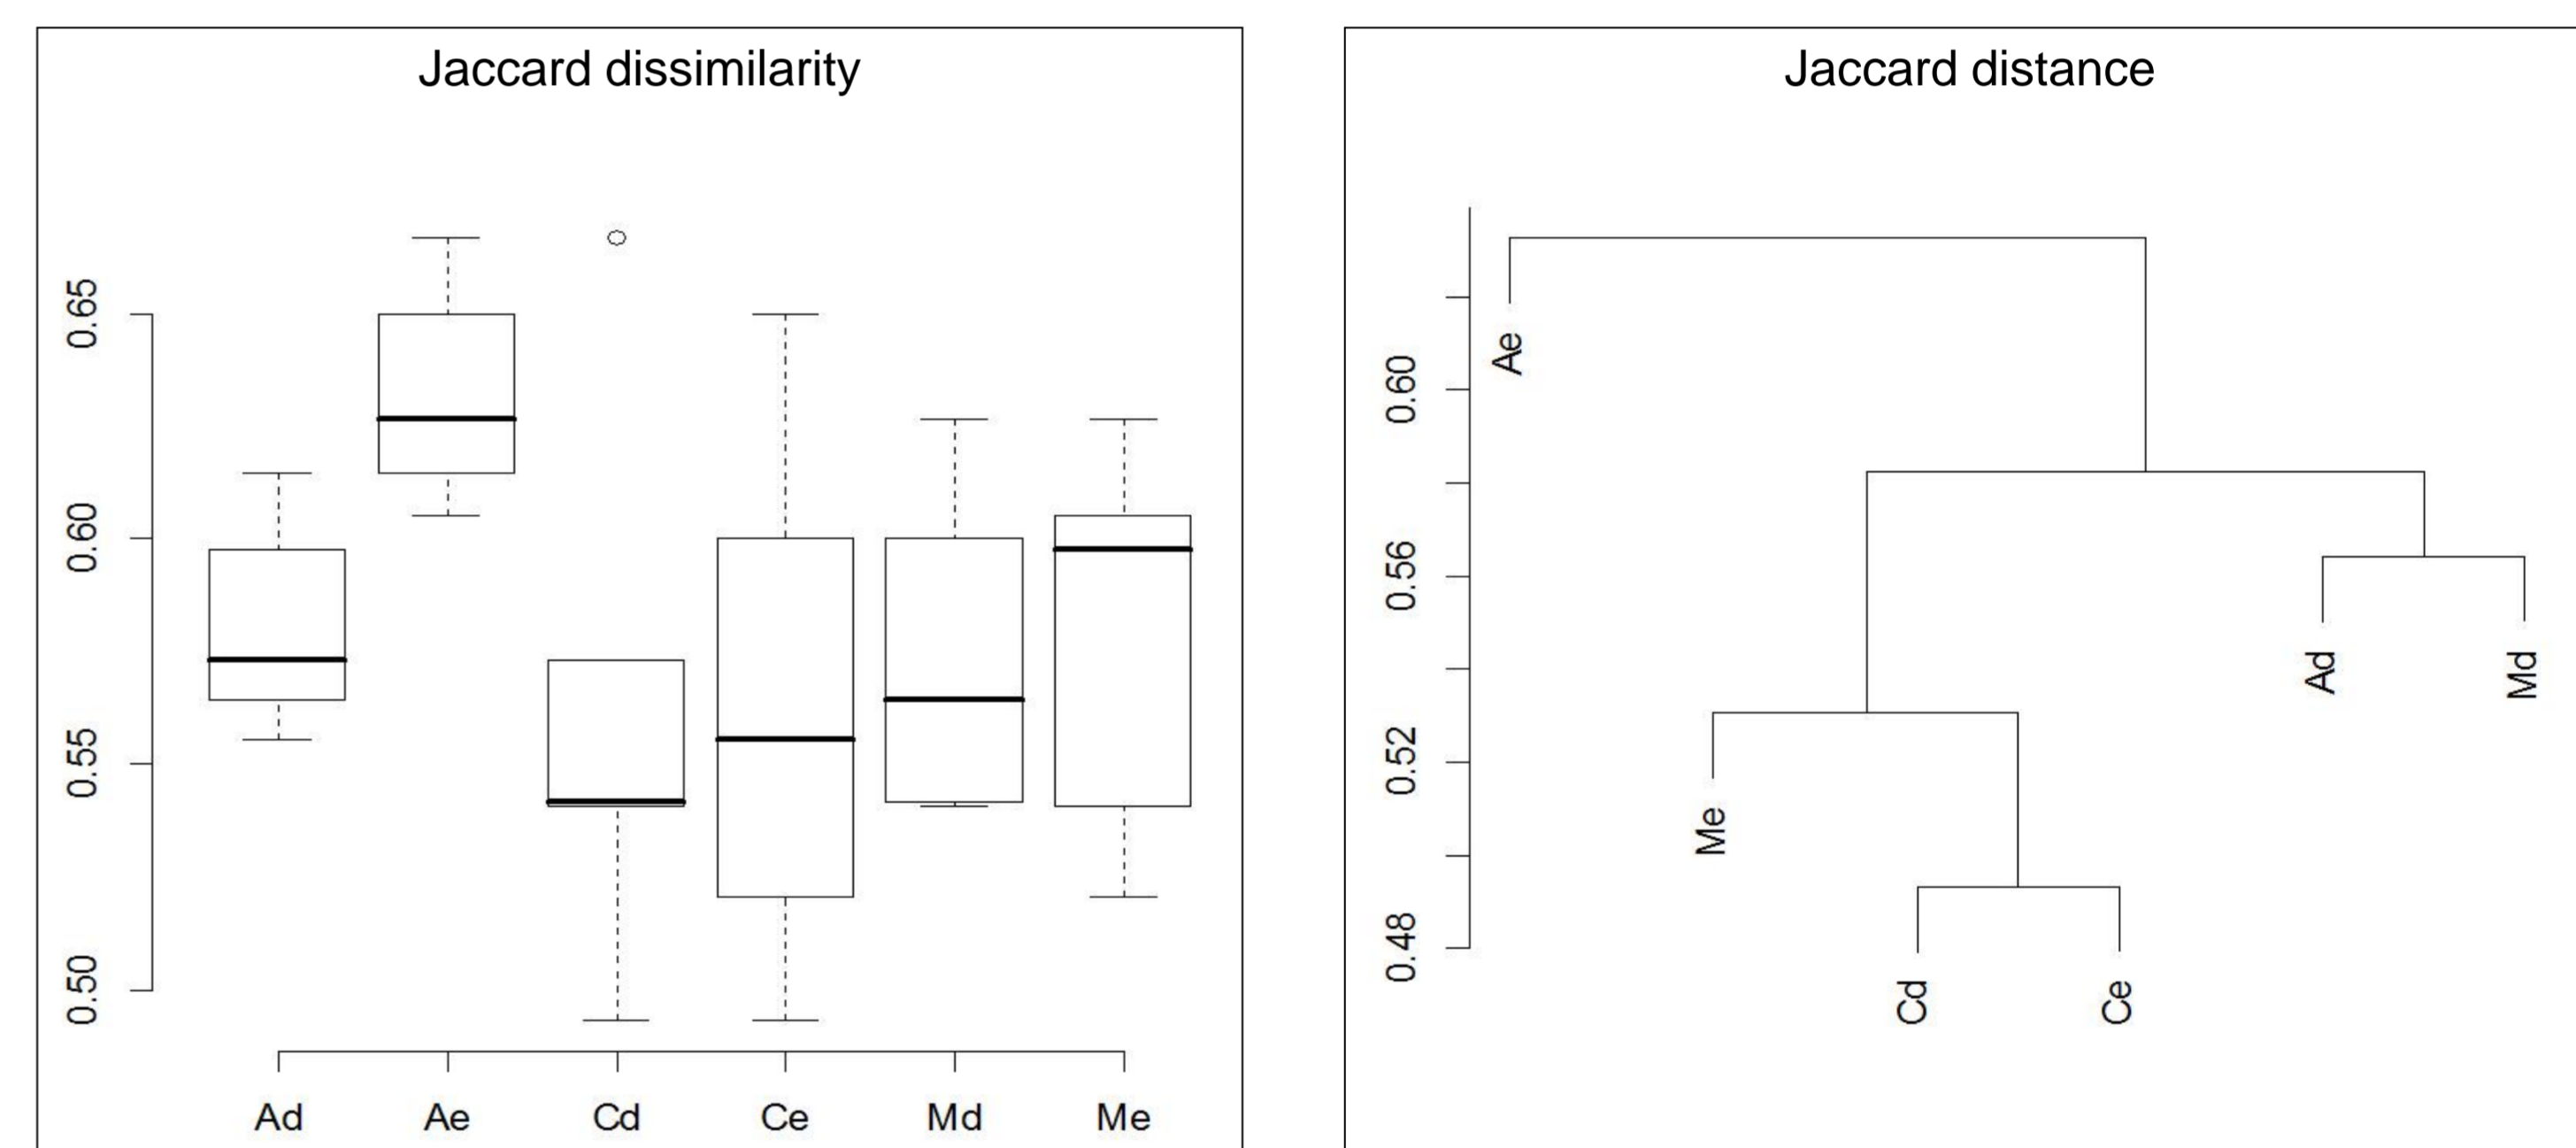 Jaccard dissimilarity
0.65
0.60
0.55
0.50
Ad Ae Cd Ce Md Me
Jaccard distance
0.60
0.56
0.52
0.48
Ae
Me
Cd
Ce
Ad
Md